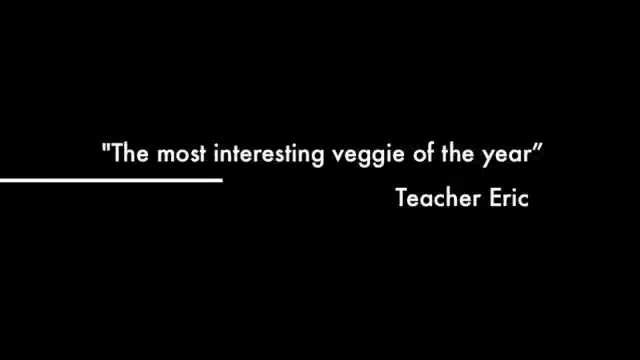 "The most interesting veggie of the year”
Teacher Eric